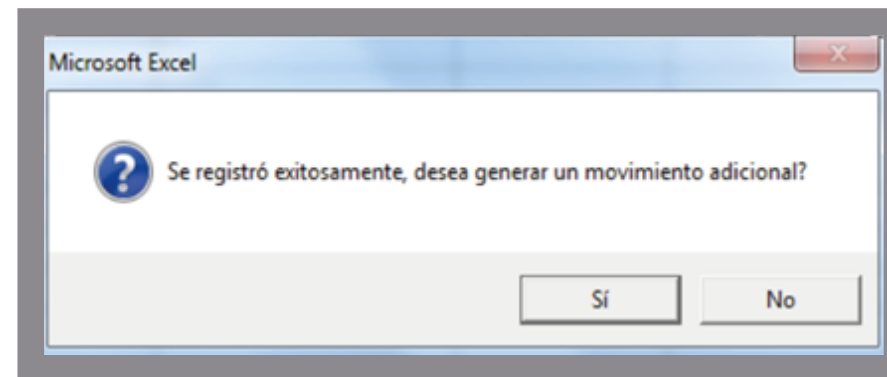 Microsoft Excel
Se registró exitosamente, desea generar un movimiento adicional?
Sí
No